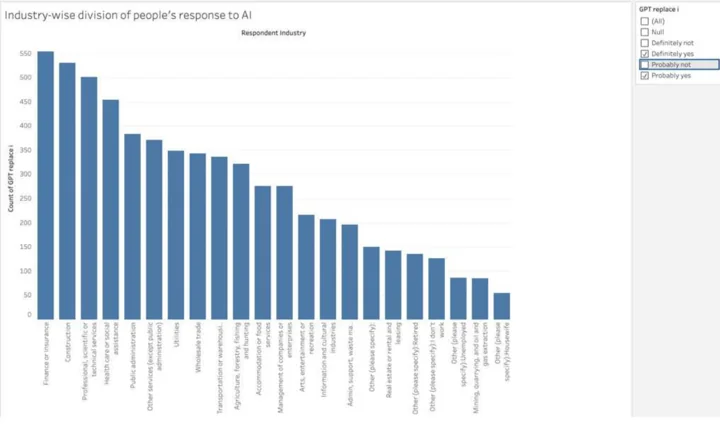 Industry-wise division of people's response to AI
Respondent Industry
Count of GPT replace i
550
500
450
400
350
300
250
200
150
100
50
0
Finance or insurance
Construction
Professional, scientific or
technical services
Health care or social
assistance
Public administration
Other services (except public
administration)
Utilities
Wholesale trade
Transportation or warehousi..
Agriculture, forestry, fishing
and hunting
Accommodation or food
services
Management of companies or
enterprises
Arts, entertainment or
recreation
Information and cultural
industries
Admin, support, waste ma..
Other (please specify):
Real estate or rental and
leasing
Other (please specify) Retired
Other (please specify) I don't
work
Other (please
specify) Unemployed
Mining, quarrying, and oil and
gas extraction
Other (please
specify) Housewife
GPT replace i
(All)
Null
Definitely not
Definitely yes
Probably not
Probably yes